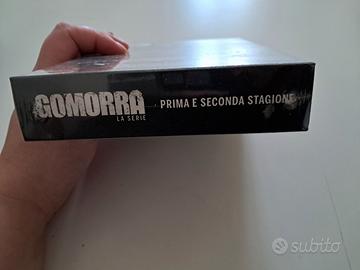 GOMORRA
LA SERIE
PRIMA E SECONDA STAGIONE
subito